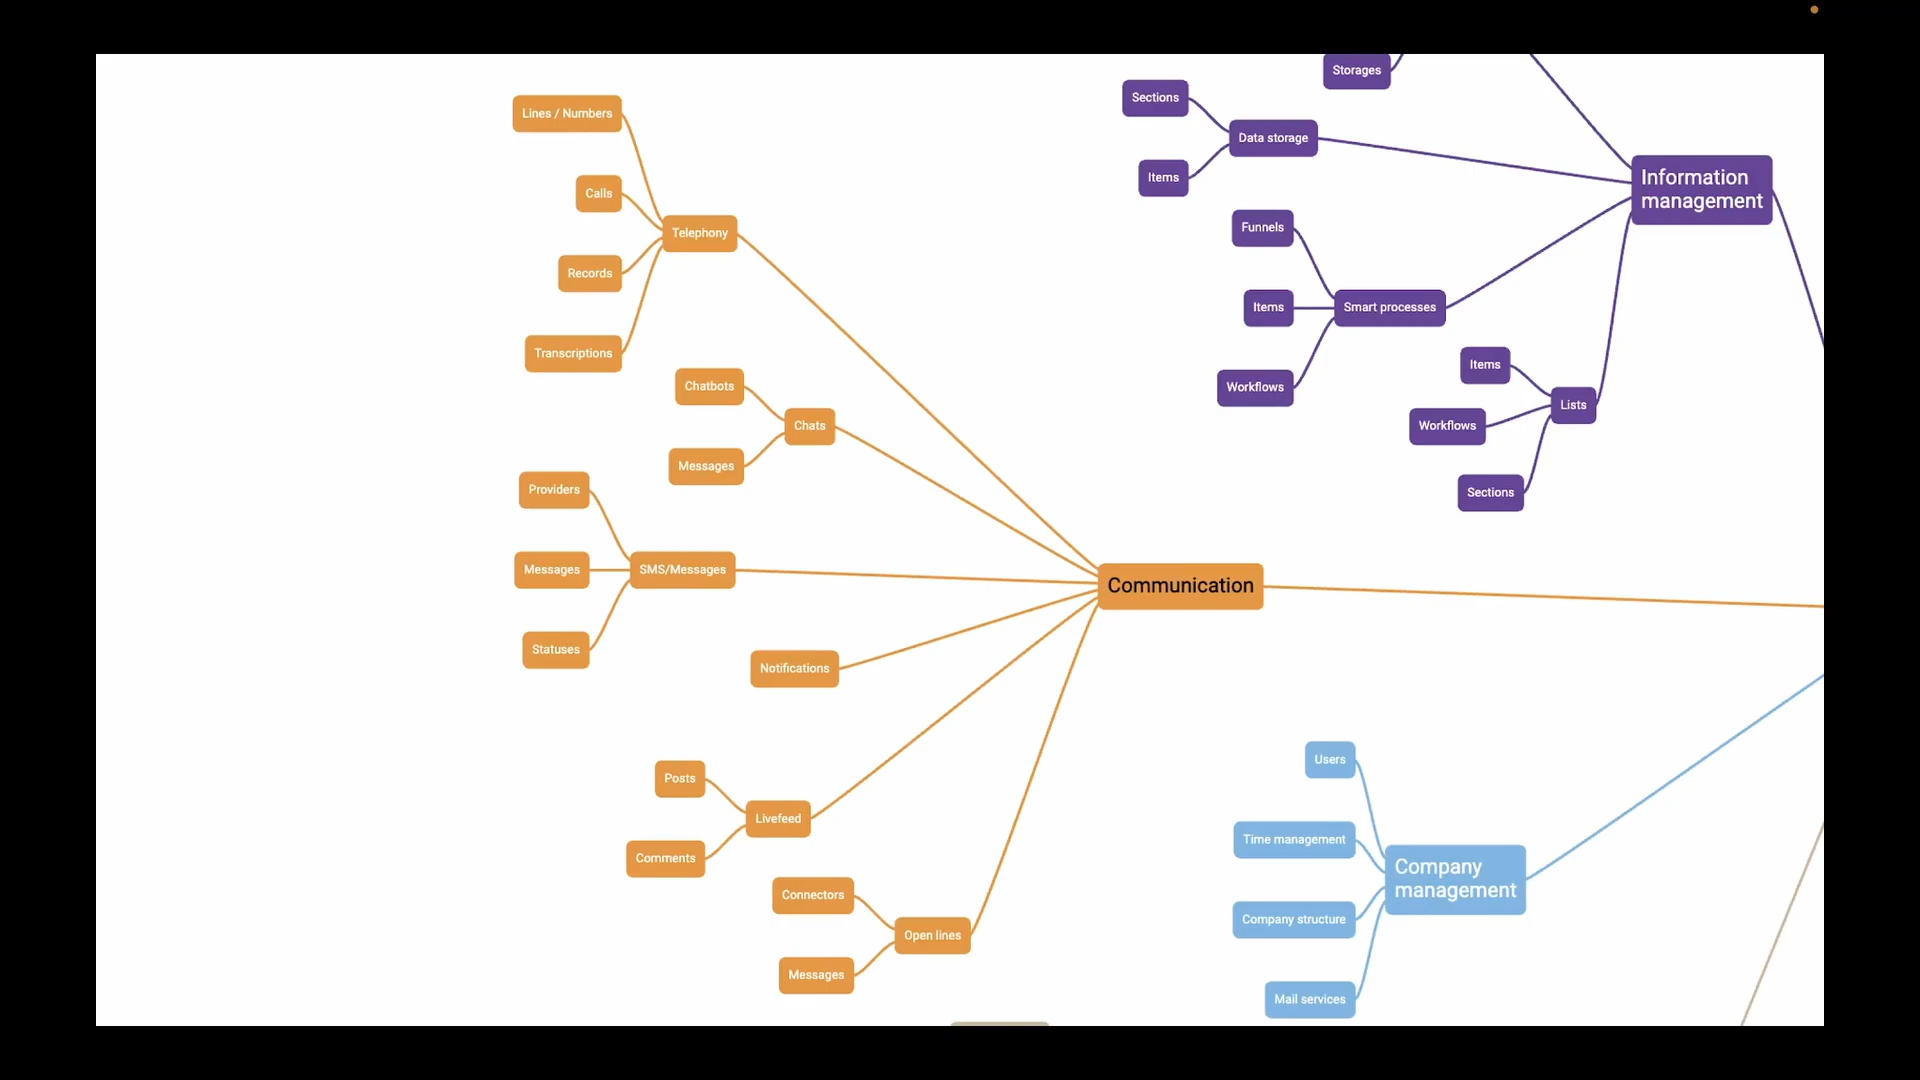 Storages
Sections
Data storage
Items
Information
management
Funnels
Items
Smart processes
Workflows
Items
Lists
Workflows
Sections
Lines / Numbers
Calls
Telephony
Records
Transcriptions
Chatbots
Chats
Messages
Providers
Messages
SMS/Messages
Statuses
Communication
Notifications
Posts
Livefeed
Comments
Connectors
Open lines
Messages
Users
Time management
Company
management
Company structure
Mail services